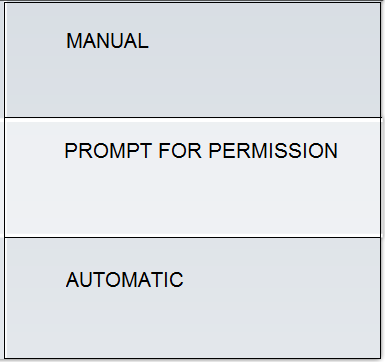 MANUAL
PROMPT FOR PERMISSION
AUTOMATIC